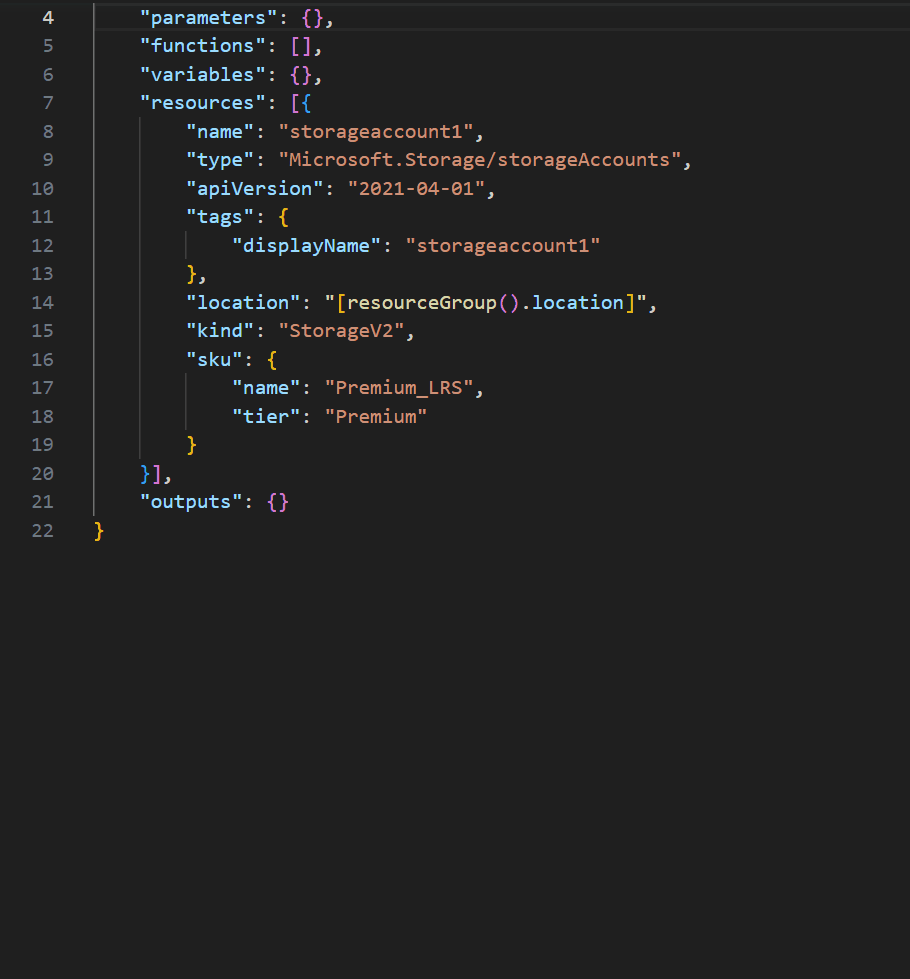 4 "parameters": {},
5 "functions": [],
6 "variables": {},
7 "resources": [{
8 "name": "storageaccount1",
9 "type": "Microsoft.Storage/storageAccounts",
10 "apiVersion": "2021-04-01",
11 "tags": {
12 "displayName": "storageaccount1"
13 },
14 "location": "[resourceGroup().location]",
15 "kind": "StorageV2",
16 "sku": {
17 "name": "Premium_LRS",
18 "tier": "Premium"
19 }
20 }],
21 "outputs": {}
22 }